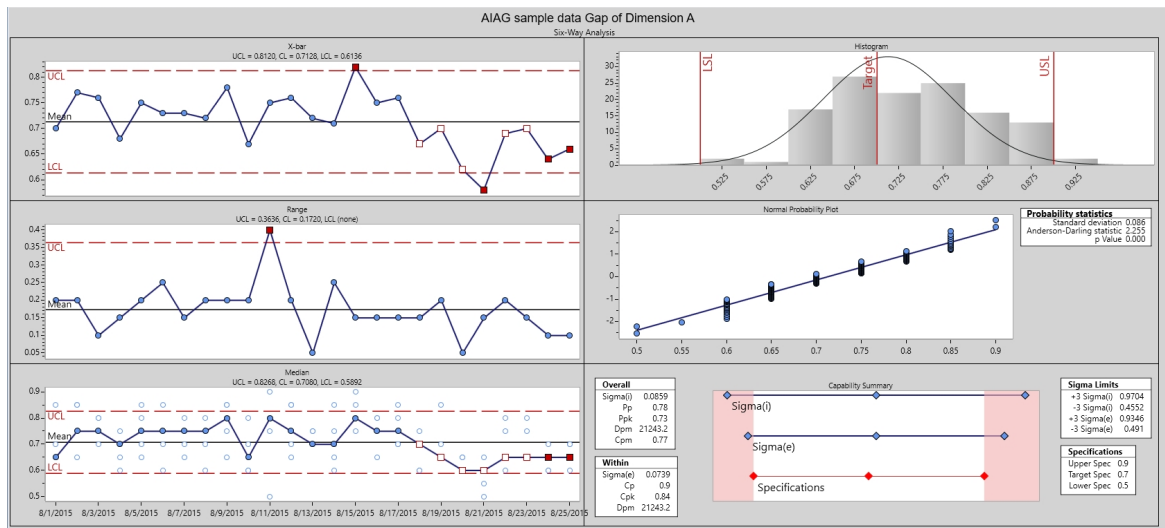 AIAG sample data Gap of Dimension A
Six-Way Analysis
X-bar
UCL = 0.8120, CL = 0.7128, LCL = 0.6136
0.8
0.75
0.7
0.65
0.6
UCL
Mean
LCL
Histogram
30
25
20
15
10
5
0
LSL
Target
USL
0.525
0.575
0.625
0.675
0.725
0.775
0.825
0.875
0.925
Range
UCL = 0.3636, CL = 0.1720, LCL (none)
0.4
0.35
0.3
0.25
0.2
0.15
0.1
0.05
UCL
Mean
Normal Probability Plot
2
1
0
-1
-2
0.5
0.55
0.6
0.65
0.7
0.75
0.8
0.85
0.9
Probability statistics
Standard deviation 0.086
Anderson-Darling statistic 2.255
p Value 0.000
Median
UCL = 0.8268, CL = 0.7080, LCL = 0.5892
0.9
0.8
0.7
0.6
0.5
UCL
Mean
LCL
8/1/2015
8/3/2015
8/5/2015
8/7/2015
8/9/2015
8/11/2015
8/13/2015
8/15/2015
8/17/2015
8/19/2015
8/21/2015
8/23/2015
8/25/2015
Overall
Sigma(i) 0.0859
Pp 0.78
Ppk 0.73
Dpm 21243.2
Cpm 0.77
Within
Sigma(e) 0.0739
Cp 0.9
Cpk 0.84
Dpm 21243.2
Capability Summary
Sigma(i)
Sigma(e)
Specifications
Sigma Limits
+3 Sigma(i) 0.9704
-3 Sigma(i) 0.4552
+3 Sigma(e) 0.9346
-3 Sigma(e) 0.491
Specifications
Upper Spec 0.9
Target 0.7
Lower Spec 0.5